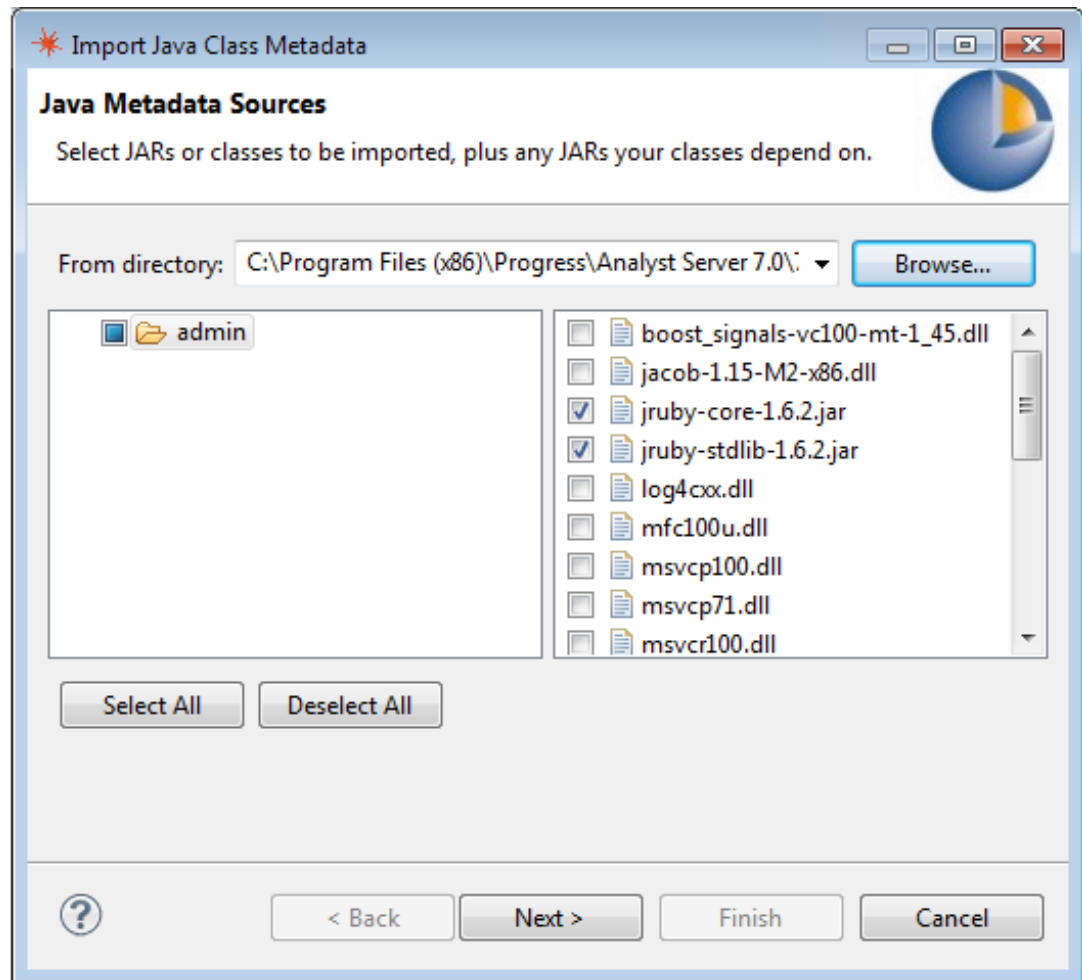 Import Java Class Metadata
Java Metadata Sources
Select JARs or classes to be imported, plus any JARs your classes depend on.
From directory: C:\Program Files (x86)\Progress\Analyst Server 7.0\ Browse...
admin
boost_signals-vc100-mt-1_45.dll
jacob-1.15-M2-x86.dll
jruby-core-1.6.2.jar
jruby-stdlib-1.6.2.jar
log4cxx.dll
mfc100u.dll
msvcp100.dll
msvcp71.dll
msvcr100.dll
Select All Deselect All
? < Back Next > Finish Cancel